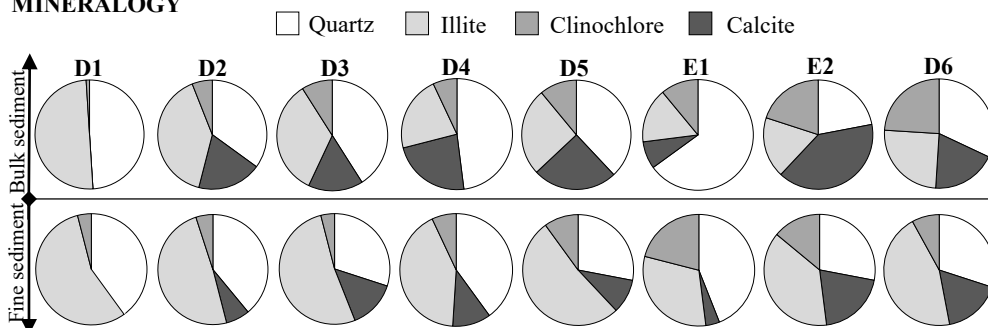 MINERALOGY
Quartz Illite Clinochlore Calcite
D1 D2 D3 D4 D5 E1 E2 D6
Bulk sediment
Fine sediment